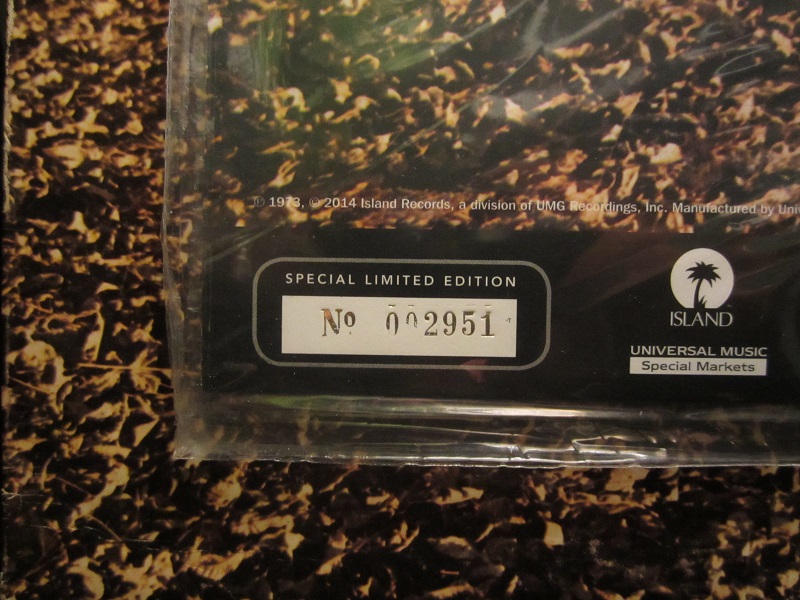 ℗ 1973, © 2014 Island Records, a division of UMG Recordings, Inc. Manufactured by
SPECIAL LIMITED EDITION
Nº 002951
ISLAND
UNIVERSAL MUSIC
Special Markets